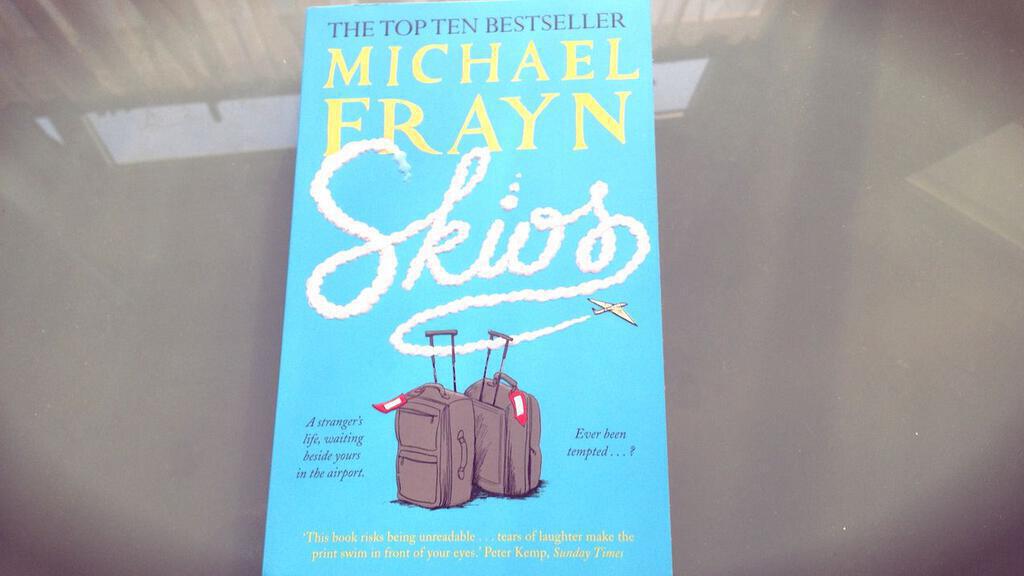 THE TOP TEN BESTSELLER
MICHAEL
FRAYN
Skios
A stranger's
life, waiting
beside yours
in the airport.
Ever been
tempted . . . ?
'This book risks being unreadable . . . tears of laughter make the
print swim in front of your eyes.' Peter Kemp, Sunday Times